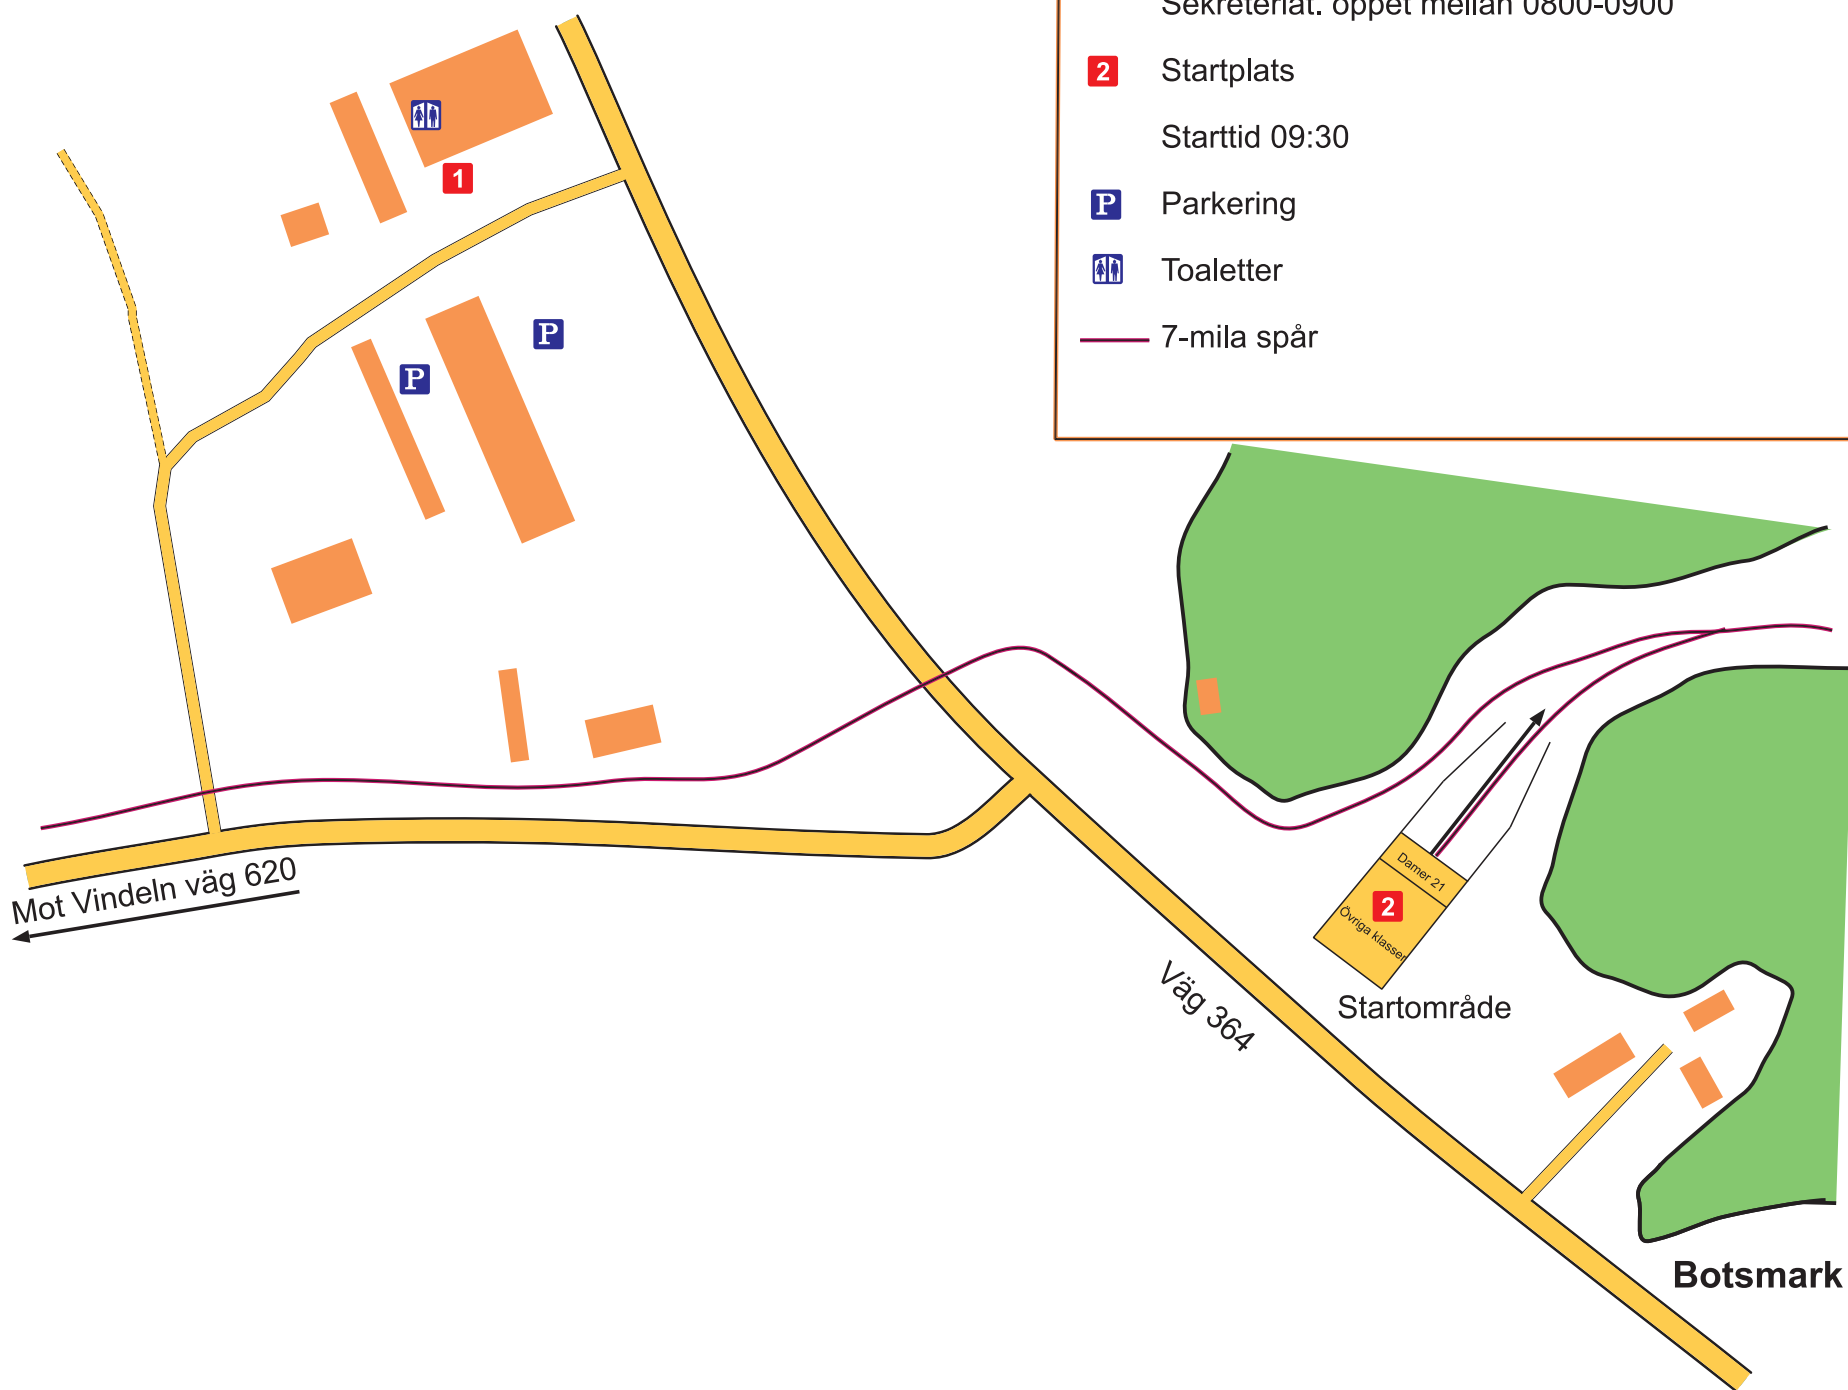 Sekreteriat. öppet mellan 0800-0900
2 Startplats
Starttid 09:30
P Parkering
Toaletter
7-mila spår
1
P
P
Damer 21
2
Övriga klasser
Startområde
Mot Vindeln väg 620
Väg 364
Botsmark